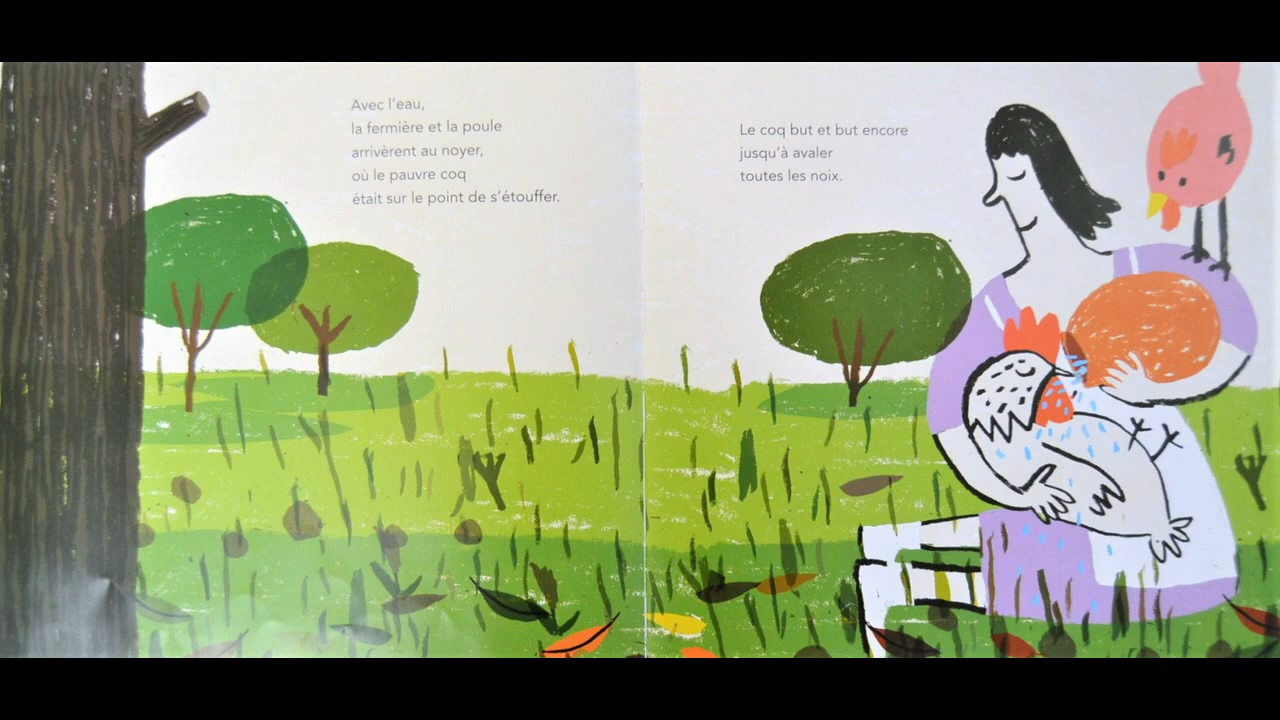 Avec l'eau,
la fermière et la poule
arrivèrent au noyer,
où le pauvre coq
était sur le point de s'étouffer.
Le coq but et but encore
jusqu'à avaler
toutes les noix.